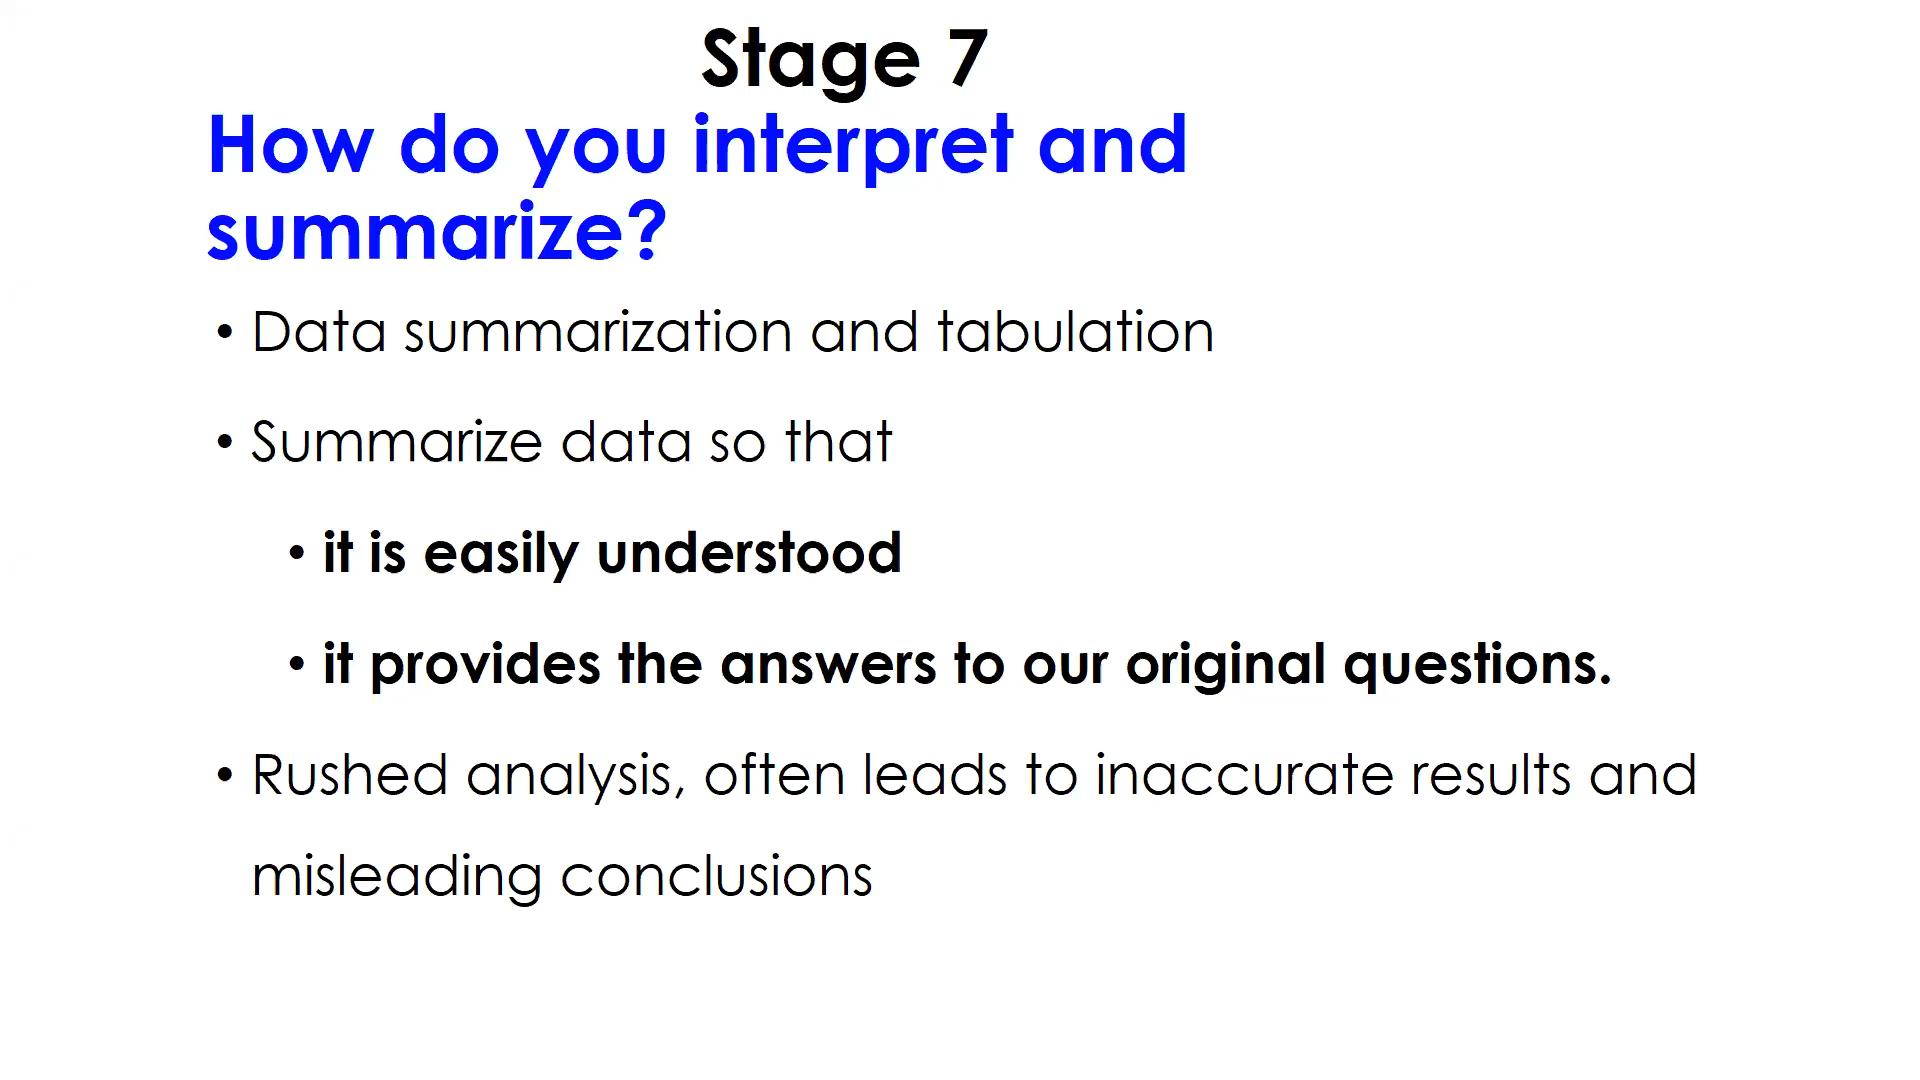 Stage 7
How do you interpret and
summarize?
• Data summarization and tabulation
• Summarize data so that
• it is easily understood
• it provides the answers to our original questions.
• Rushed analysis, often leads to inaccurate results and
misleading conclusions